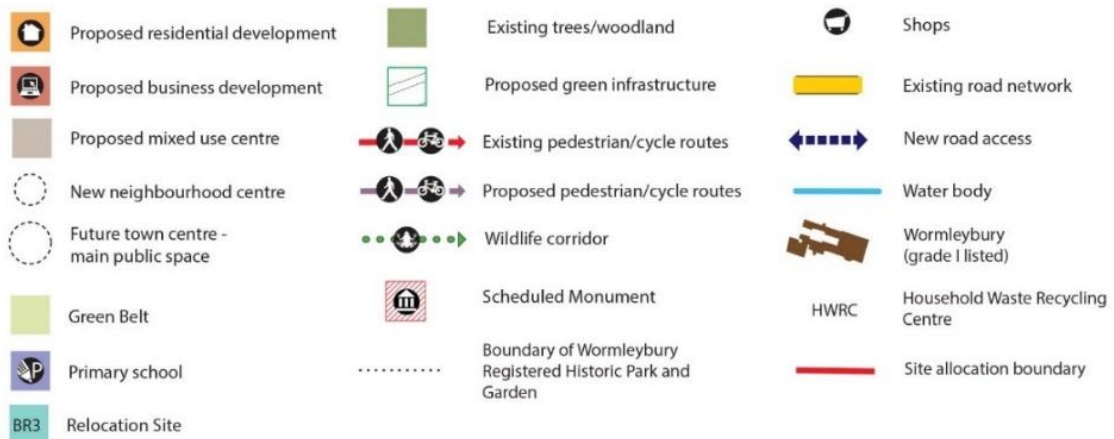 Proposed residential development
Proposed business development
Proposed mixed use centre
New neighbourhood centre
Future town centre -
main public space
Green Belt
P
Primary school
BR3
Relocation Site
Existing trees/woodland
Proposed green infrastructure
Existing pedestrian/cycle routes
Proposed pedestrian/cycle routes
Wildlife corridor
Scheduled Monument
Boundary of Wormleybury
Registered Historic Park and
Garden
Shops
Existing road network
New road access
Water body
Wormleybury
(grade I listed)
HWRC
Household Waste Recycling
Centre
Site allocation boundary